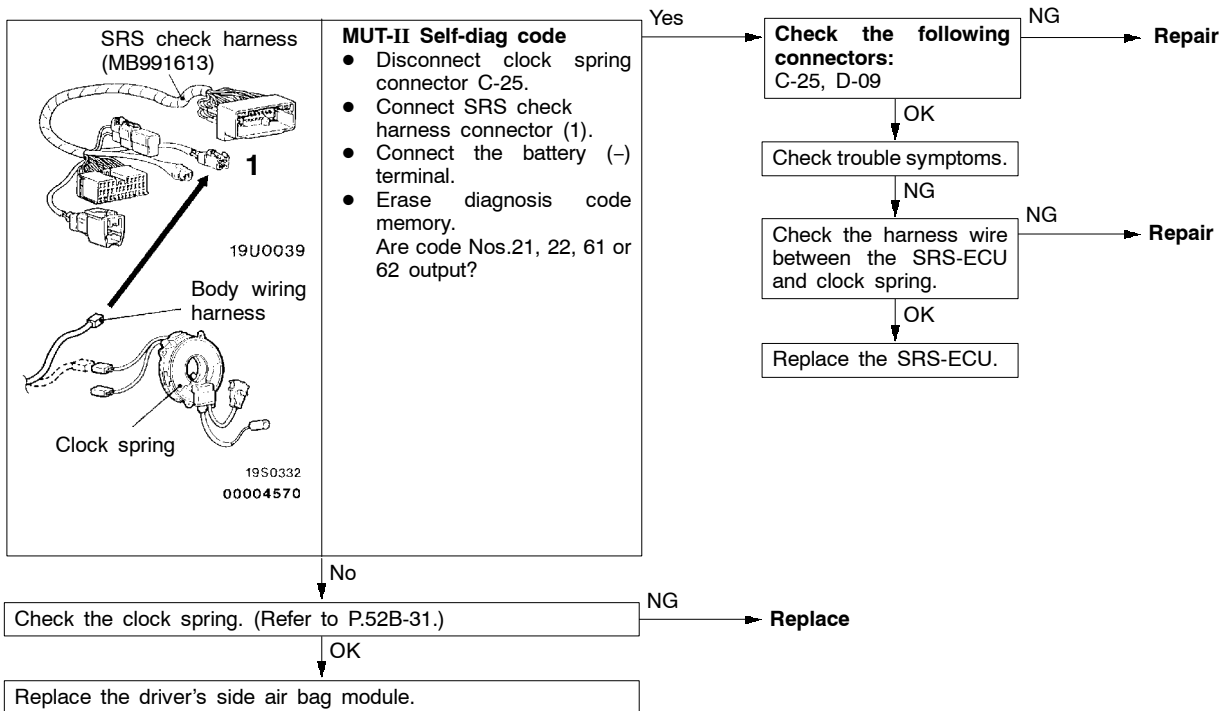 SRS check harness
(MB991613)
1
19U0039
Body wiring
harness
Clock spring
19S0332
00004570
MUT-II Self-diag code
● Disconnect clock spring
connector C-25.
● Connect SRS check
harness connector (1).
● Connect the battery (–)
terminal.
● Erase diagnosis code
memory.
Are code Nos.21, 22, 61 or
62 output?
Yes
Check the following
connectors:
C-25, D-09
NG
Repair
OK
Check trouble symptoms.
NG
Check the harness wire
between the SRS-ECU
and clock spring.
NG
Repair
OK
Replace the SRS-ECU.
No
Check the clock spring. (Refer to P.52B-31.)
NG
Replace
OK
Replace the driver's side air bag module.